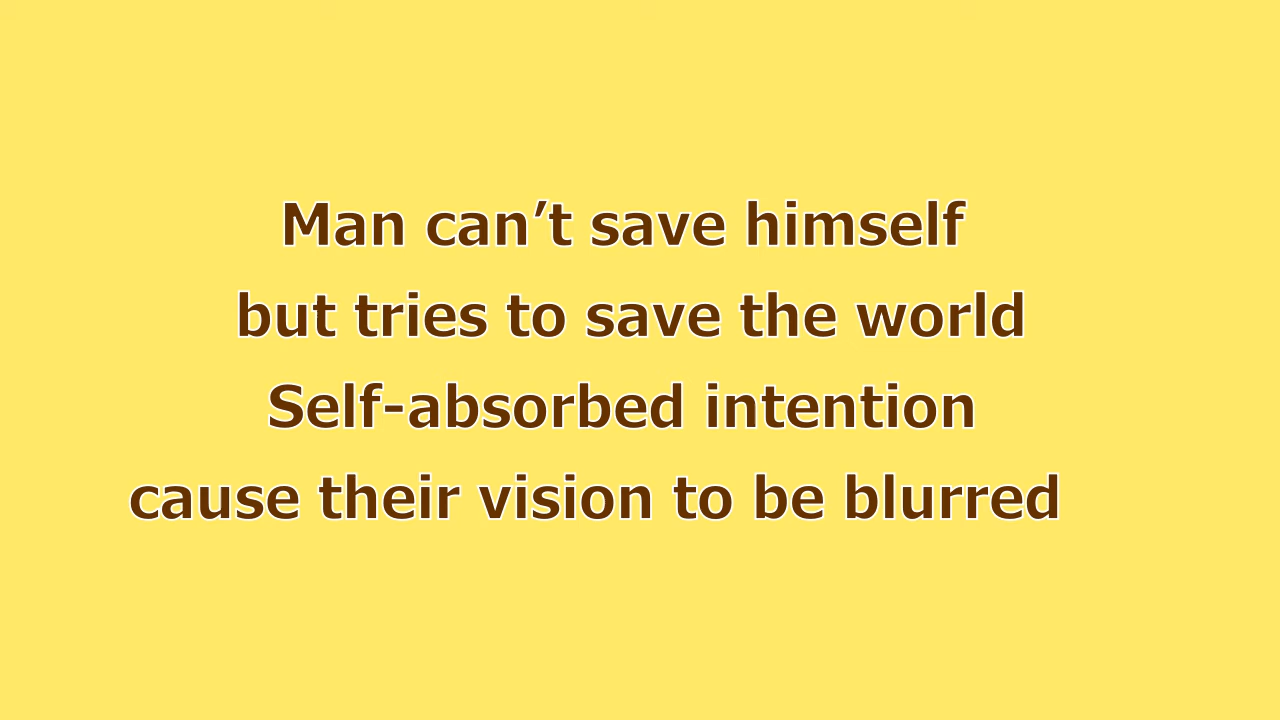 Man can’t save himself
but tries to save the world
Self-absorbed intention
cause their vision to be blurred